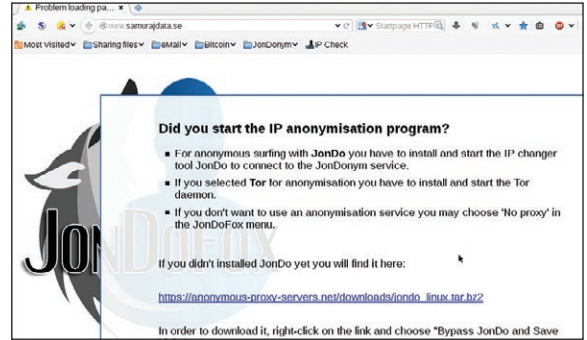 Problem loading pa...
view.samurajdata.se
Startpage HTTP
Most Visited Sharing files eMail Bitcoin JonDonym IP Check
Did you start the IP anonymisation program?
For anonymous surfing with JonDo you have to install and start the IP changer
tool JonDo to connect to the JonDonym service.
If you selected Tor for anonymisation you have to install and start the Tor
daemon.
If you don't want to use an anonymisation service you may choose 'No proxy' in
the JonDoFox menu.
JONDOFOX
If you didn't installed JonDo yet you will find it here:
https://anonymous-proxy-servers.net/downloads/jondo_linux.tar.bz2
In order to download it, right-click on the link and choose "Bypass JonDo and Save